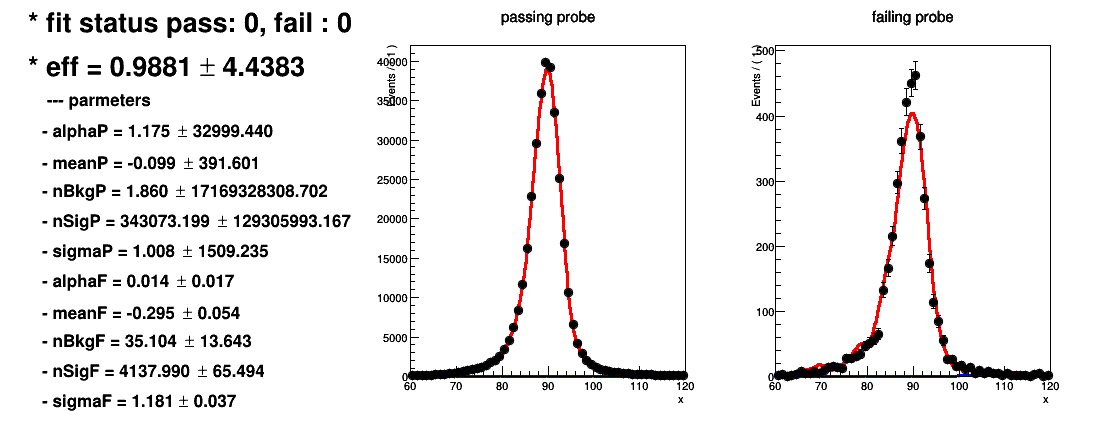 * fit status pass: 0, fail : 0
* eff = 0.9881 ± 4.4383
--- parmeters
- alphaP = 1.175 ± 32999.440
- meanP = -0.099 ± 391.601
- nBkgP = 1.860 ± 17169328308.702
- nSigP = 343073.199 ± 129305993.167
- sigmaP = 1.008 ± 1509.235
- alphaF = 0.014 ± 0.017
- meanF = -0.295 ± 0.054
- nBkgF = 35.104 ± 13.643
- nSigF = 4137.990 ± 65.494
- sigmaF = 1.181 ± 0.037
passing probe
Events / ( 1 )
40000
35000
30000
25000
20000
15000
10000
5000
0
60 70 80 90 100 110 120
x
failing probe
Events / ( 1 )
500
400
300
200
100
0
60 70 80 90 100 110 120
x